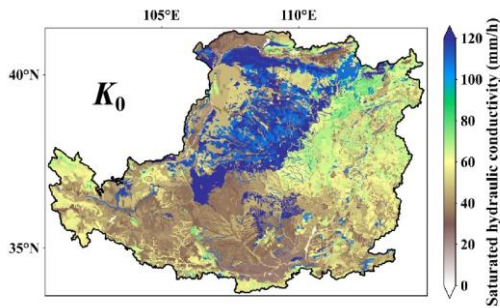 105°E
110°E
40°N
35°N
K₀
120
100
80
60
40
20
0
Saturated hydraulic conductivity (mm/h)